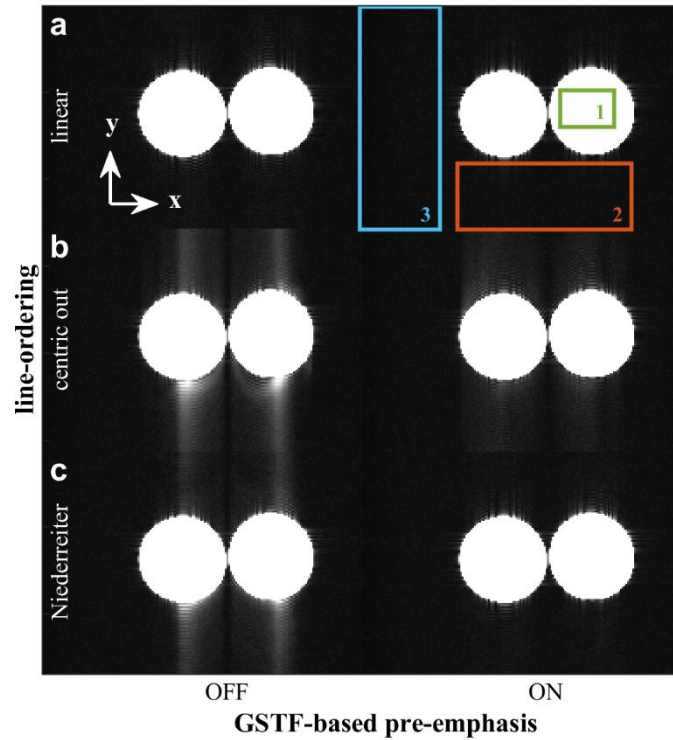 a
linear
y
x
1
3
2
b
centric out
line-ordering
c
Niederreiter
OFF
ON
GSTF-based pre-emphasis